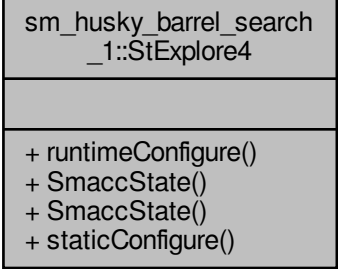 sm_husky_barrel_search
_1::StExplore4
+ runtimeConfigure()
+ SmaccState()
+ SmaccState()
+ staticConfigure()